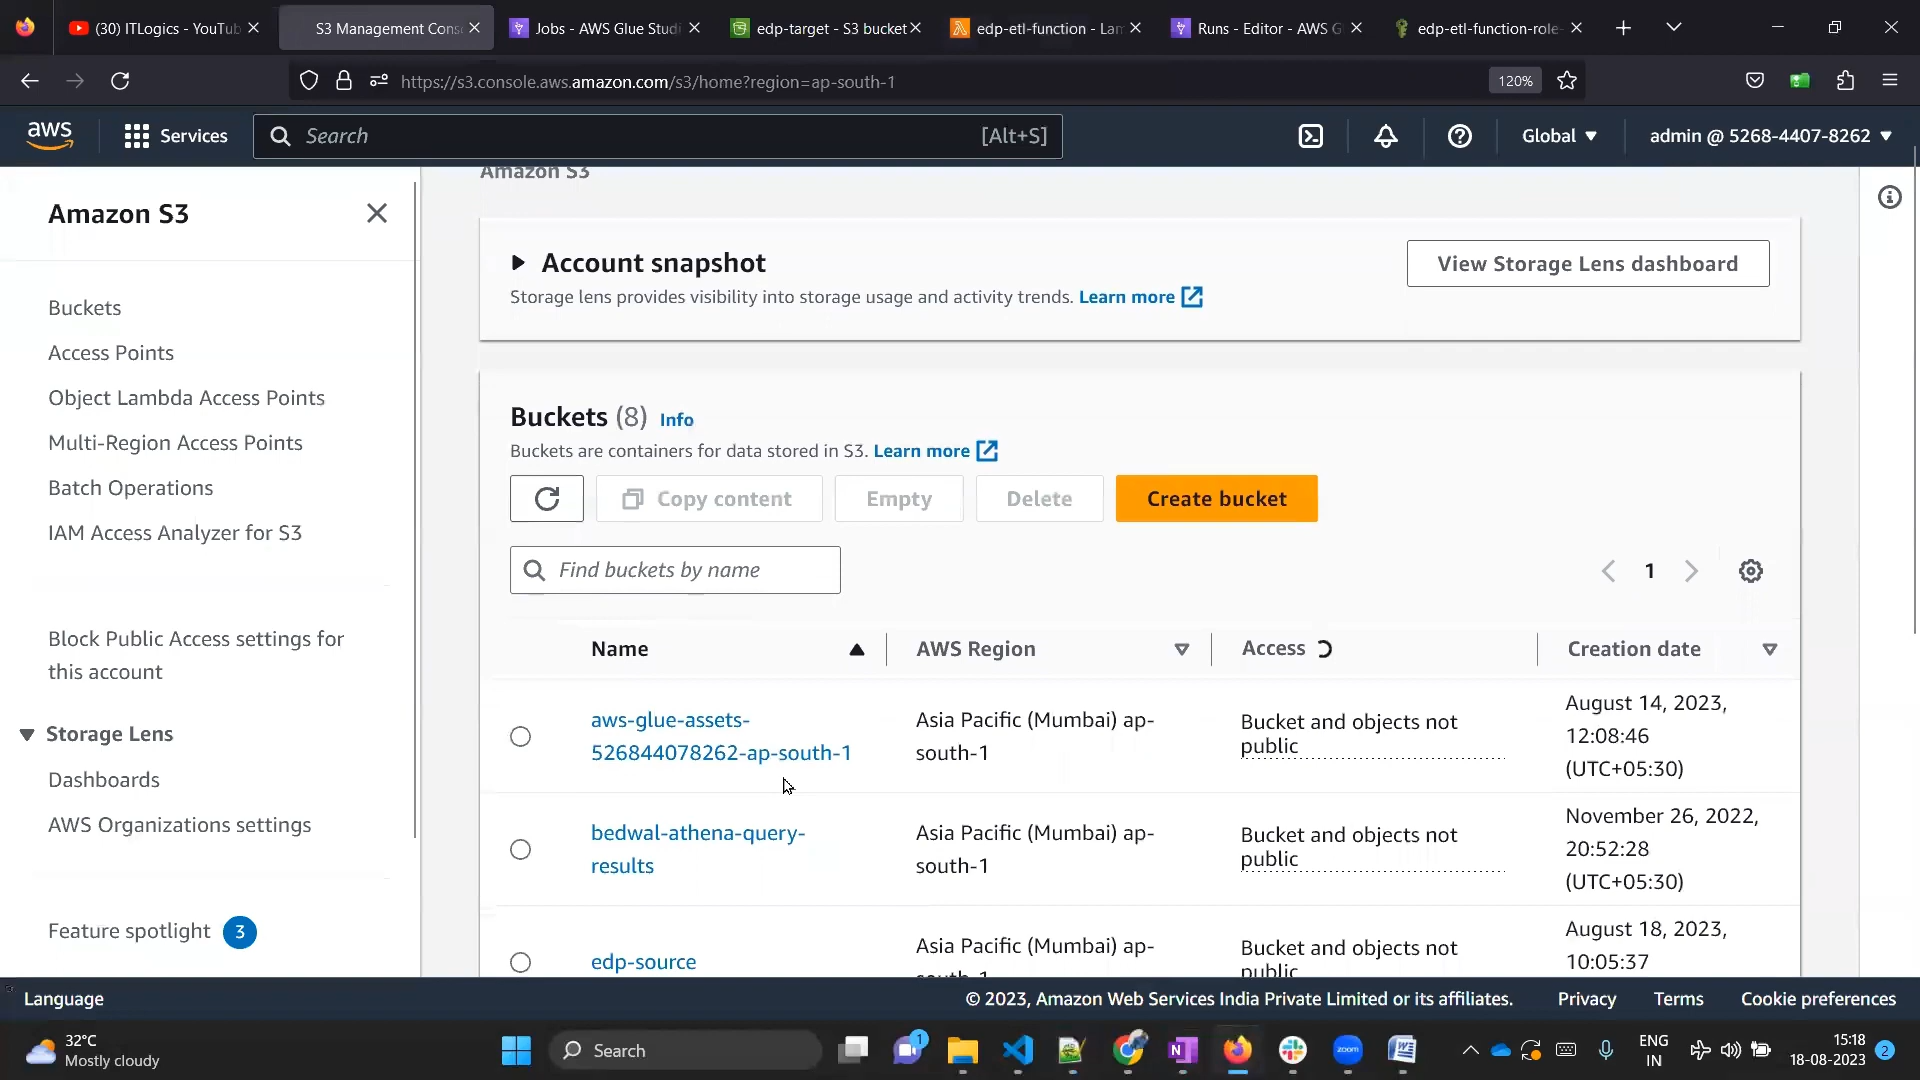 (30) ITLogics - YouTub
S3 Management Conso
Jobs - AWS Glue Studi
edp-target - S3 bucket
edp-etl-function - Lam
Runs - Editor - AWS G
edp-etl-function-role-
https://s3.console.aws.amazon.com/s3/home?region=ap-south-1
120%
aws
Services
Search
[Alt+S]
Global
admin @ 5268-4407-8262
Amazon S3
Buckets
Access Points
Object Lambda Access Points
Multi-Region Access Points
Batch Operations
IAM Access Analyzer for S3
Block Public Access settings for
this account
Storage Lens
Dashboards
AWS Organizations settings
Feature spotlight 3
Amazon S3
Account snapshot
Storage lens provides visibility into storage usage and activity trends. Learn more
View Storage Lens dashboard
Buckets (8) Info
Buckets are containers for data stored in S3. Learn more
Copy content
Empty
Delete
Create bucket
Find buckets by name
1
Name
AWS Region
Access
Creation date
aws-glue-assets-
526844078262-ap-south-1
Asia Pacific (Mumbai) ap-
south-1
Bucket and objects not
public
August 14, 2023,
12:08:46
(UTC+05:30)
bedwal-athena-query-
results
Asia Pacific (Mumbai) ap-
south-1
Bucket and objects not
public
November 26, 2022,
20:52:28
(UTC+05:30)
edp-source
Asia Pacific (Mumbai) ap-
south-1
Bucket and objects not
public
August 18, 2023,
10:05:37
Language
© 2023, Amazon Web Services India Private Limited or its affiliates.
Privacy
Terms
Cookie preferences
32°C
Mostly cloudy
Search
1
N
zoom
W
ENG
IN
15:18
18-08-2023
2